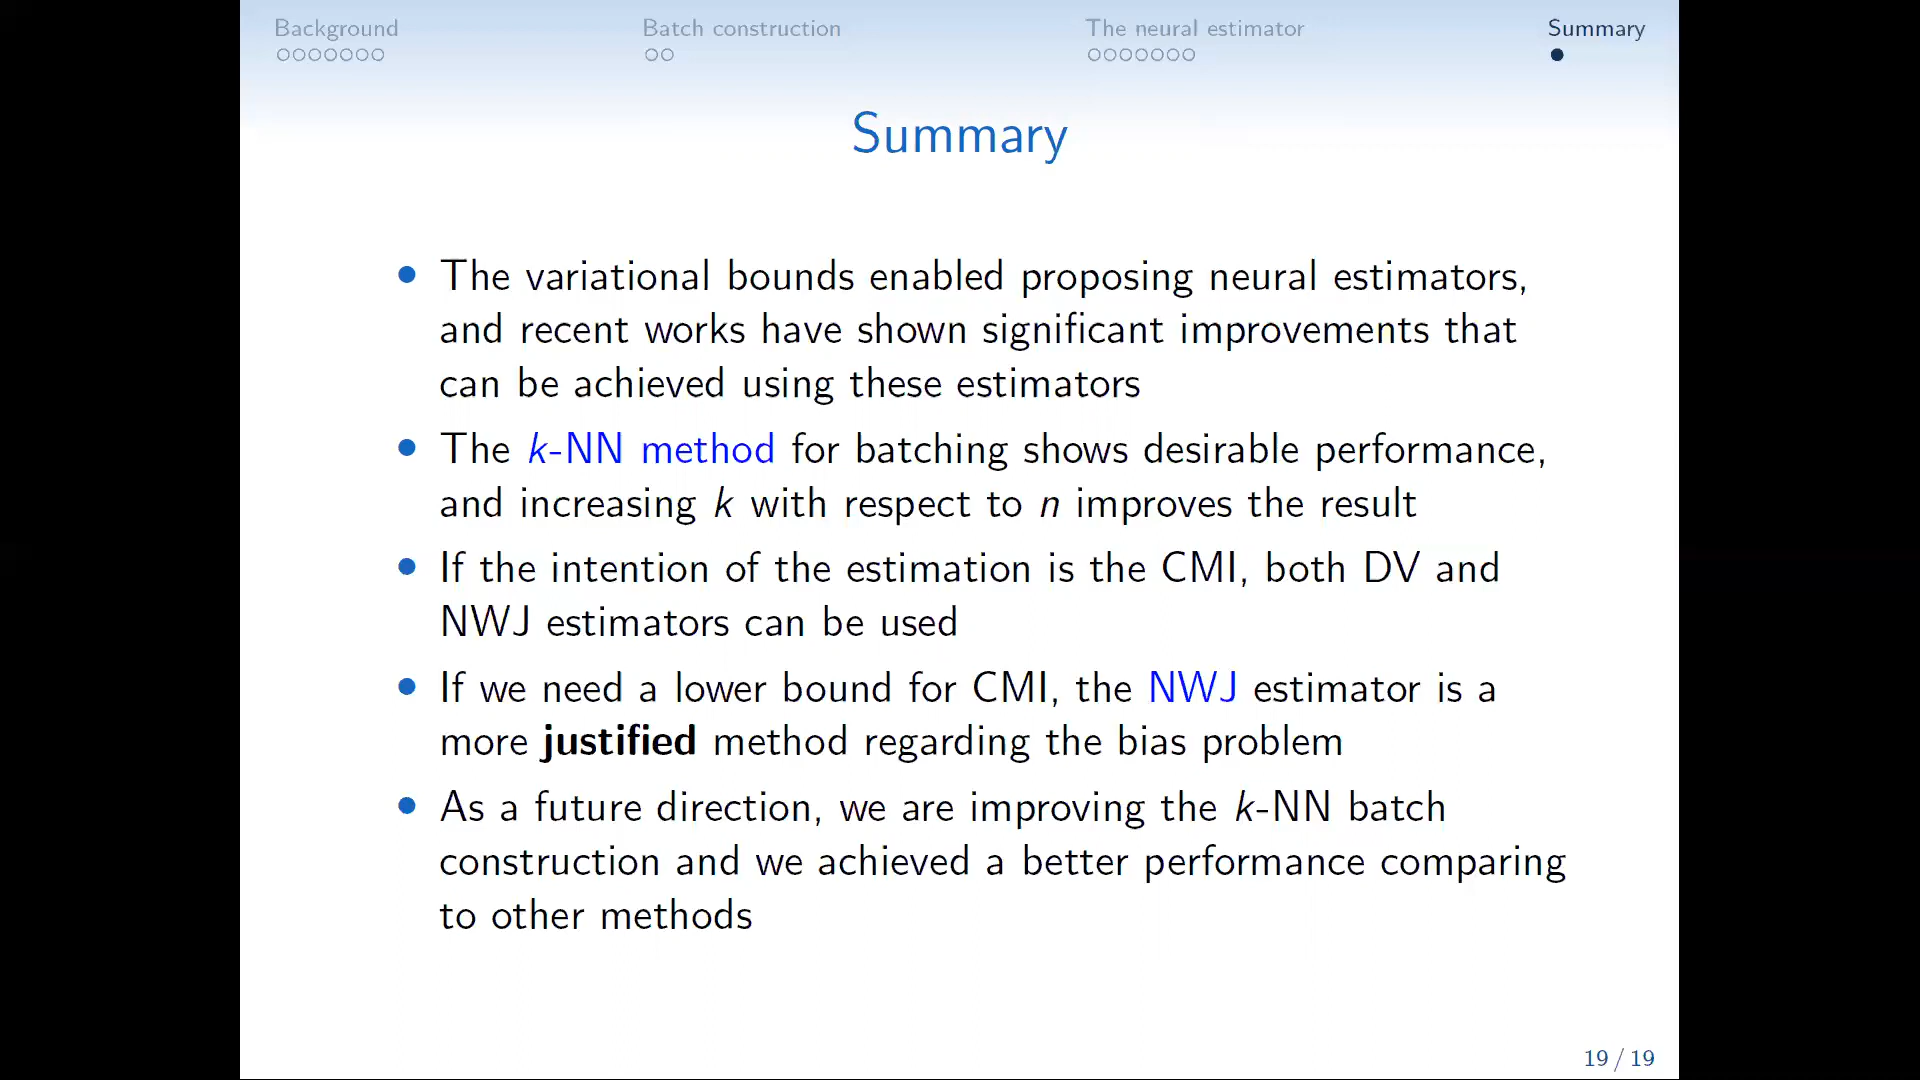 Background
Batch construction
The neural estimator
Summary
Summary
• The variational bounds enabled proposing neural estimators,
and recent works have shown significant improvements that
can be achieved using these estimators
• The k-NN method for batching shows desirable performance,
and increasing k with respect to n improves the result
• If the intention of the estimation is the CMI, both DV and
NWJ estimators can be used
• If we need a lower bound for CMI, the NWJ estimator is a
more justified method regarding the bias problem
• As a future direction, we are improving the k-NN batch
construction and we achieved a better performance comparing
to other methods
19 / 19